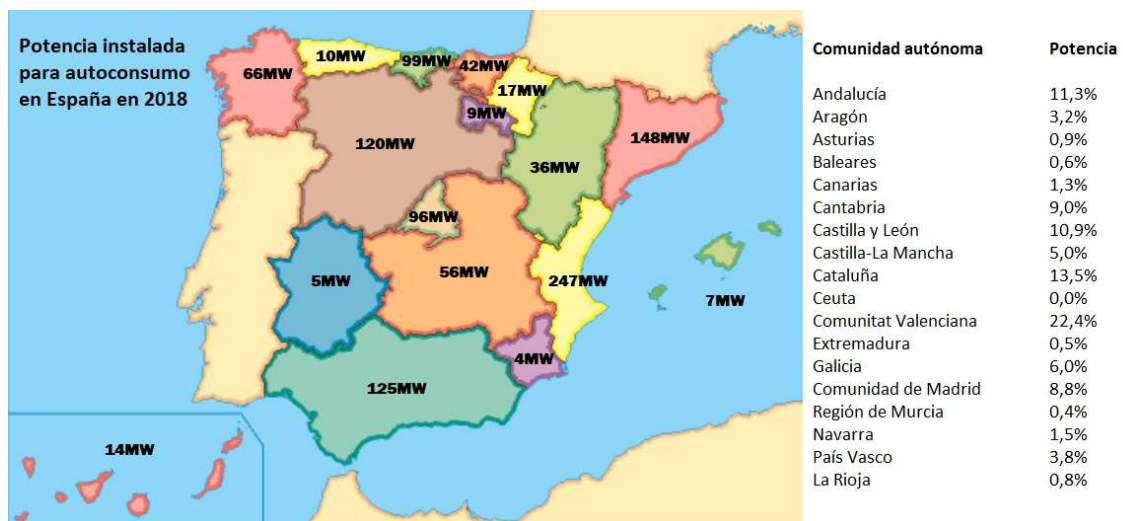 Potencia instalada
para autoconsumo
en España en 2018
66MW
10MW
99MW
42MW
17MW
9MW
120MW
36MW
148MW
96MW
56MW
247MW
5MW
7MW
4MW
125MW
14MW
Comunidad autónoma Potencia
Andalucía 11,3%
Aragón 3,2%
Asturias 0,9%
Baleares 0,6%
Canarias 1,3%
Cantabria 9,0%
Castilla y León 10,9%
Castilla-La Mancha 5,0%
Cataluña 13,5%
Ceuta 0,0%
Comunitat Valenciana 22,4%
Extremadura 0,5%
Galicia 6,0%
Comunidad de Madrid 8,8%
Región de Murcia 0,4%
Navarra 1,5%
País Vasco 3,8%
La Rioja 0,8%